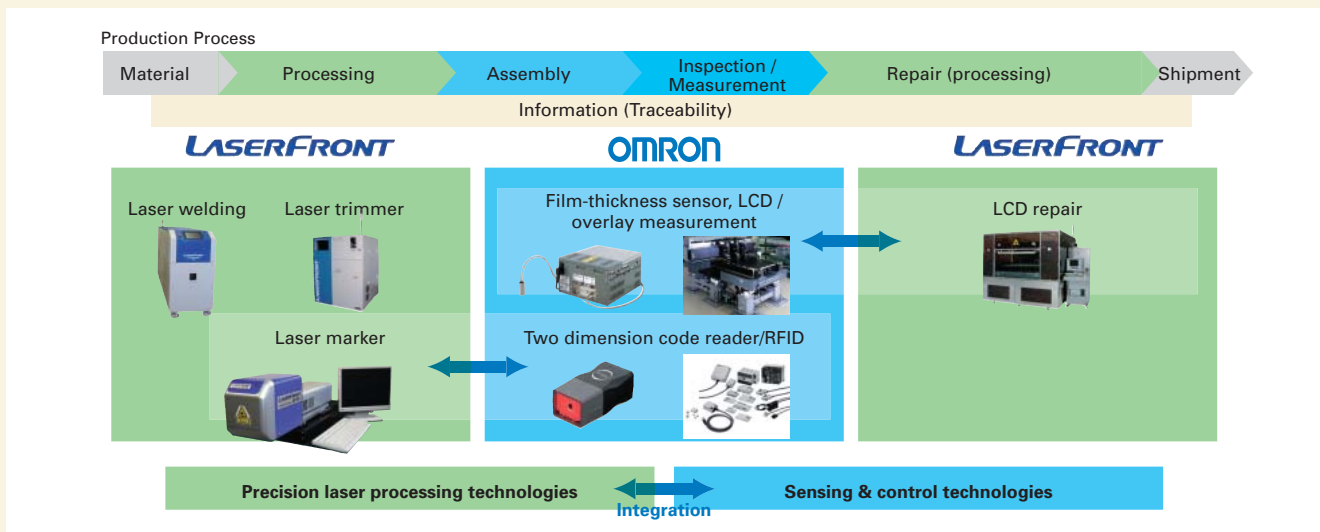 Production Process
Material
Processing
Assembly
Inspection /
Measurement
Repair (processing)
Shipment
Information (Traceability)
LASERFRONT
OMRON
LASERFRONT
Laser welding
Laser trimmer
Film-thickness sensor, LCD /
overlay measurement
LCD repair
Laser marker
Two dimension code reader/RFID
Precision laser processing technologies
Integration
Sensing & control technologies